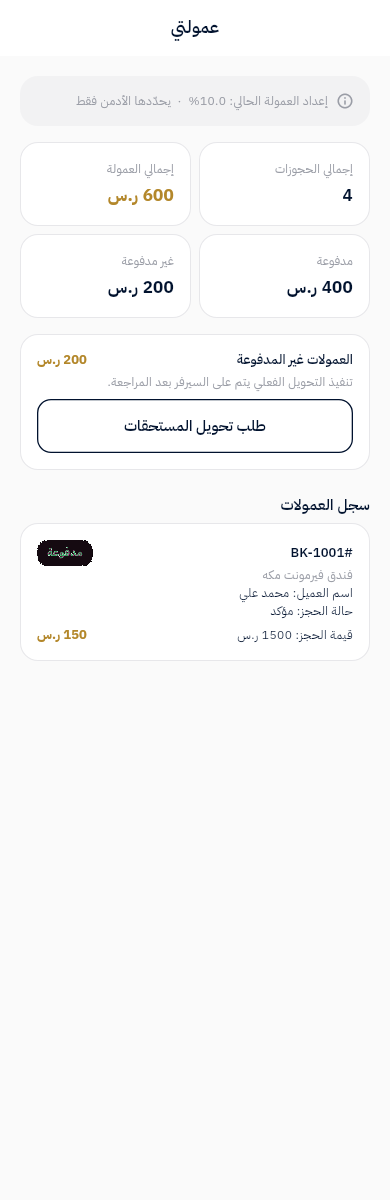 عمولتي
إعداد العمولة الحالي: 10.0% · يحدّدها الأدمن فقط
إجمالي الحجوزات
4
إجمالي العمولة
600 ر.س
مدفوعة
400 ر.س
غير مدفوعة
200 ر.س
العمولات غير المدفوعة
200 ر.س
تنفيذ التحويل الفعلي يتم على السيرفر بعد المراجعة.
طلب تحويل المستحقات
سجل العمولات
BK-1001#
مدفوعة
فندق فيرمونت مكه
اسم العميل: محمد علي
حالة الحجز: مؤكد
قيمة الحجز: 1500 ر.س
150 ر.س